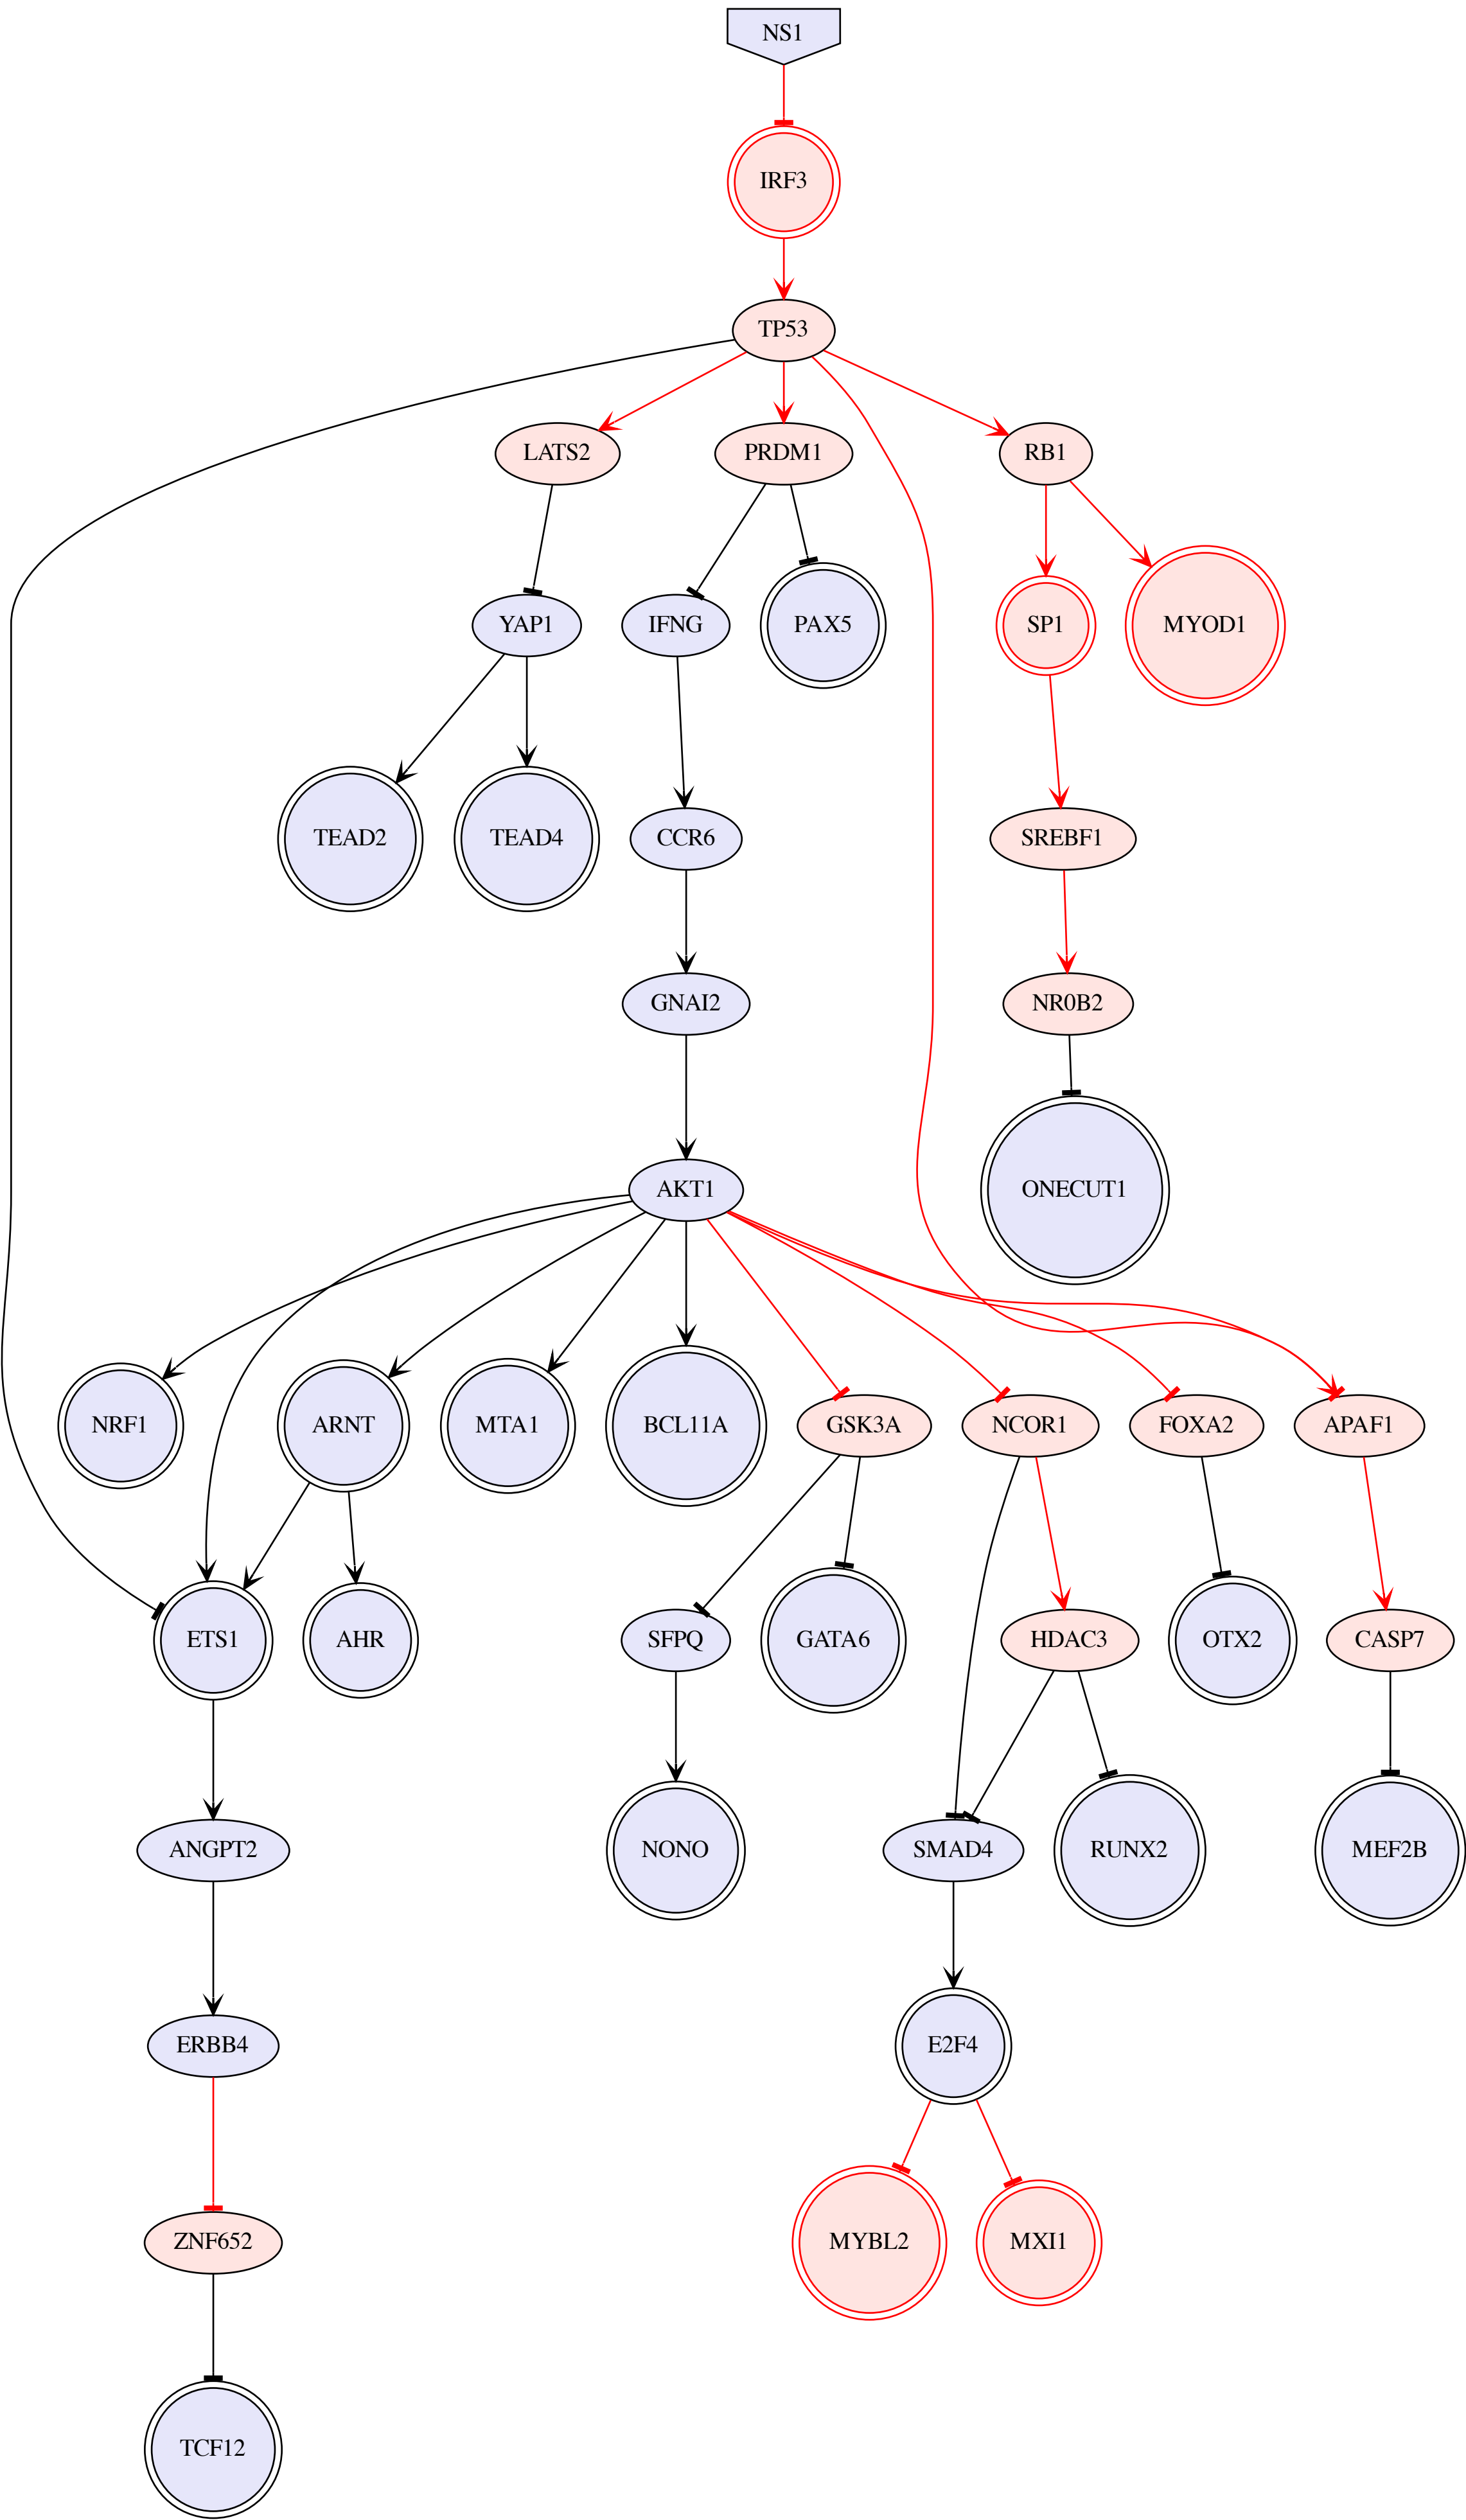 NS1
IRF3
TP53
LATS2
PRDM1
RB1
YAP1
IFNG
PAX5
SP1
MYOD1
TEAD2
TEAD4
CCR6
SREBF1
GNAI2
NR0B2
AKT1
ONECUT1
NRF1
ARNT
MTA1
BCL11A
GSK3A
NCOR1
FOXA2
APAF1
ETS1
AHR
SFPQ
GATA6
HDAC3
OTX2
CASP7
ANGPT2
NONO
SMAD4
RUNX2
MEF2B
ERBB4
E2F4
ZNF652
MYBL2
MXI1
TCF12